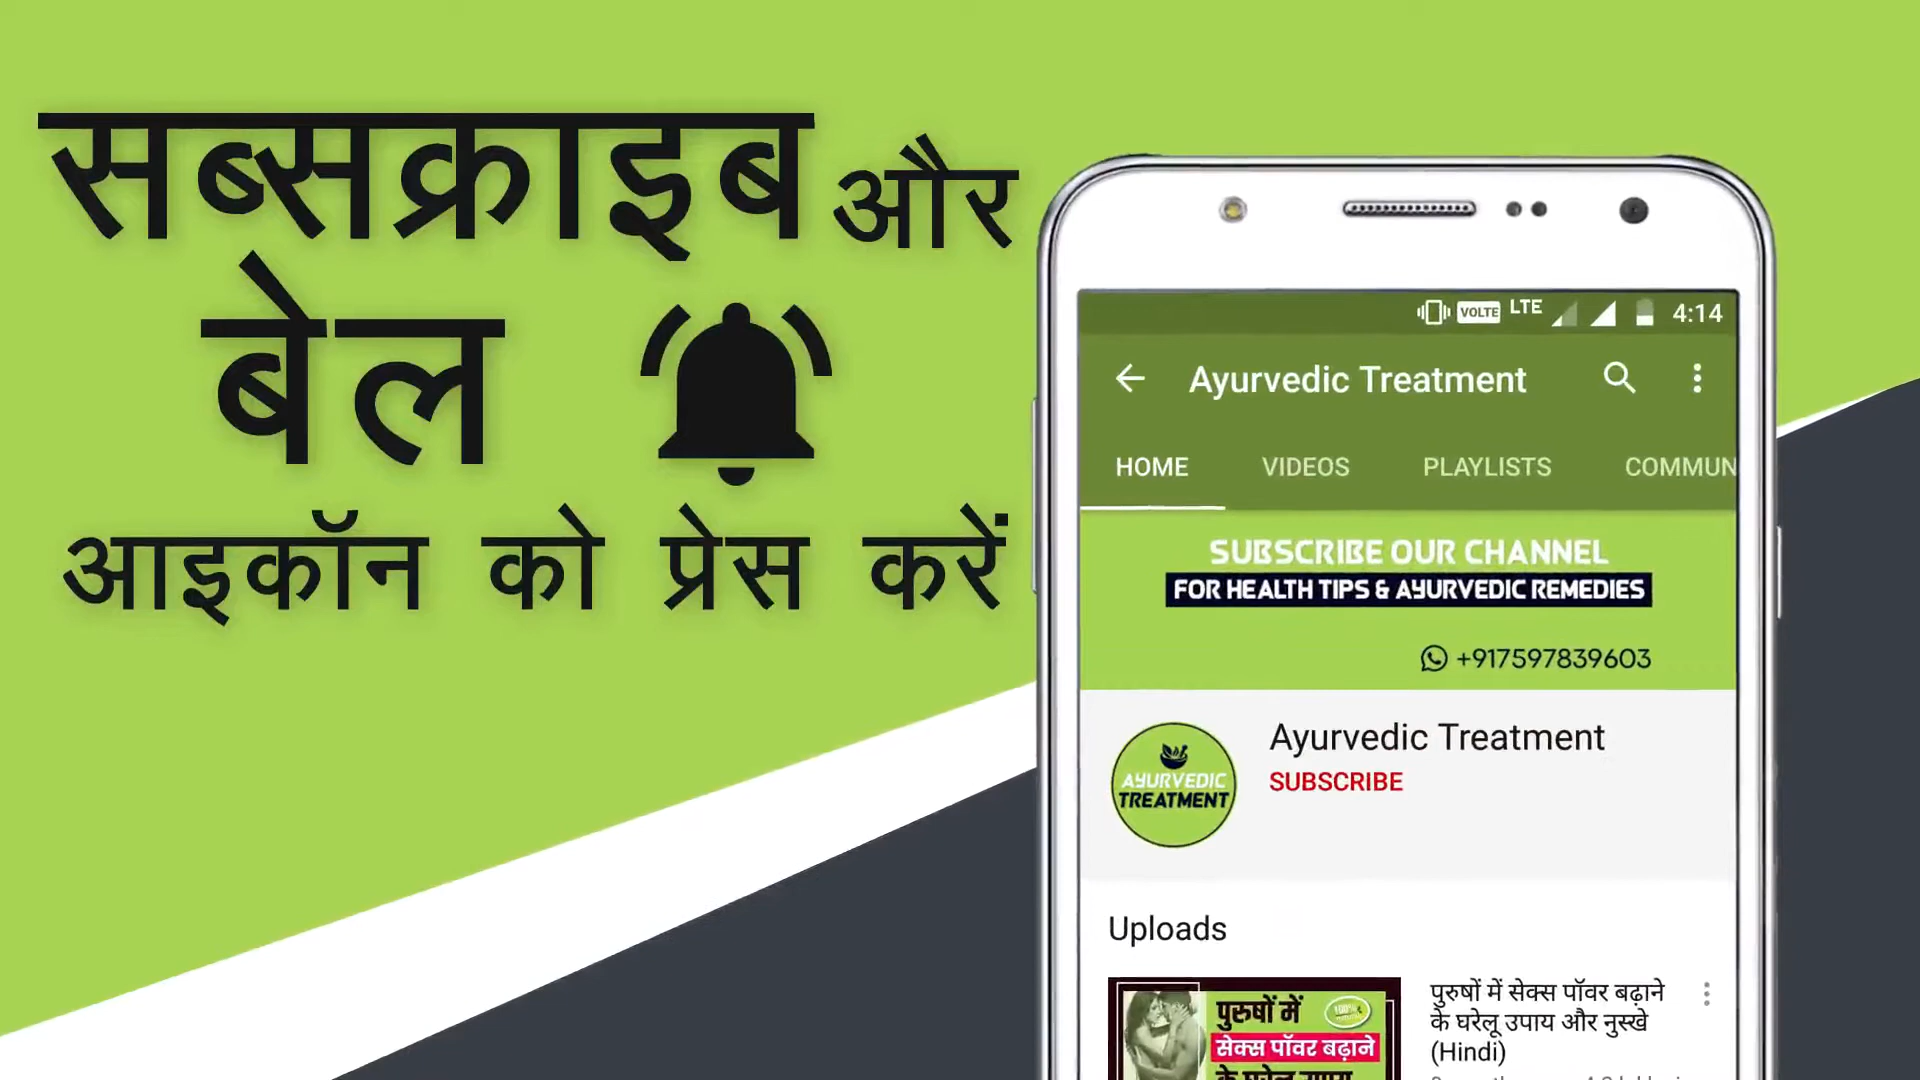 सब्सक्राइब और
बेल
आइकॉन को प्रेस करें
VOLTE LTE 4:14
Ayurvedic Treatment
HOME VIDEOS PLAYLISTS COMMUN
SUBSCRIBE OUR CHANNEL
FOR HEALTH TIPS & AYURVEDIC REMEDIES
+917597839603
AYURVEDIC
TREATMENT
Ayurvedic Treatment
SUBSCRIBE
Uploads
पुरुषों में
100%
सेक्स पॉवर बढ़ाने
पुरुषों में सेक्स पॉवर बढ़ाने
के घरेलू उपाय और नुस्खे
(Hindi)